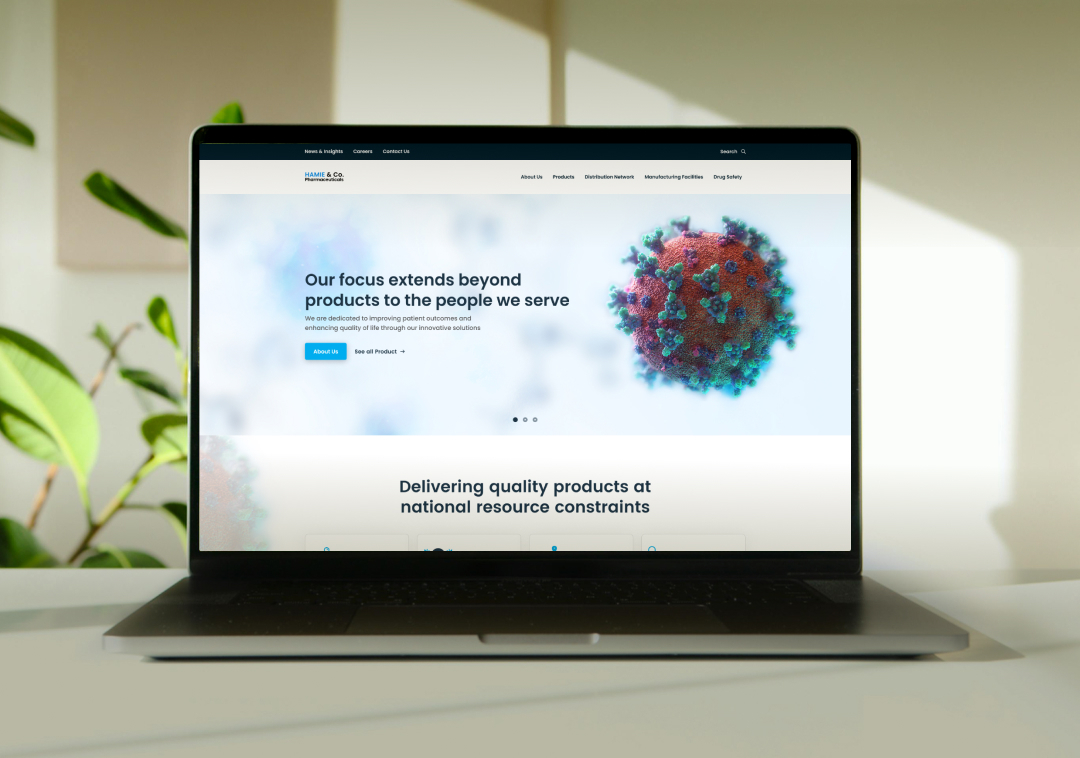 News & Insights Careers Contact Us Search
HAMIE & Co.
Pharmaceuticals
About Us Products Distribution Network Manufacturing Facilities Drug Safety
Our focus extends beyond
products to the people we serve
We are dedicated to improving patient outcomes and
enhancing quality of life through our innovative solutions
About Us See all Product →
Delivering quality products at
national resource constraints